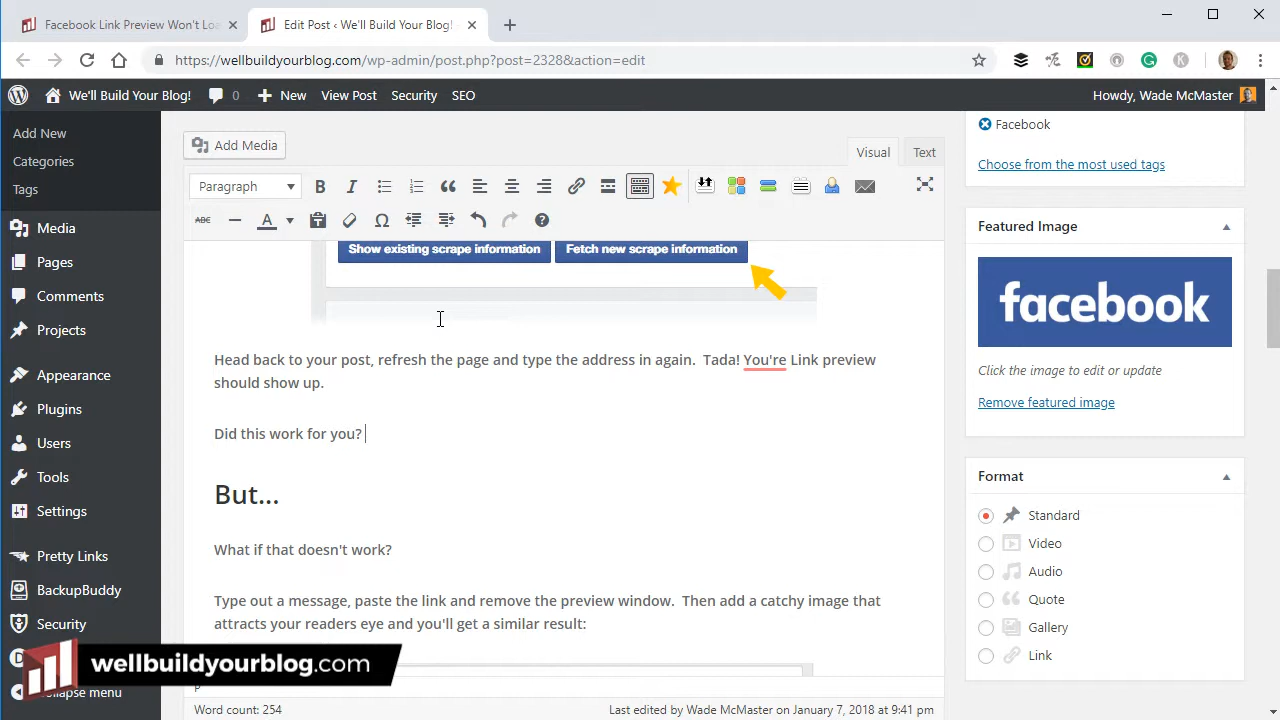 Facebook Link Preview Won't Loa
Edit Post ‹ We'll Build Your Blog! -
https://wellbuildyourblog.com/wp-admin/post.php?post=2328&action=edit
We'll Build Your Blog!
0
New
View Post
Security
SEO
Howdy, Wade McMaster
Add New
Categories
Tags
Media
Pages
Comments
Projects
Appearance
Plugins
Users
Tools
Settings
Pretty Links
BackupBuddy
Security
Collapse menu
Add Media
Visual
Text
Paragraph
Show existing scrape information
Fetch new scrape information
Head back to your post, refresh the page and type the address in again.  Tada! You're Link preview
should show up.
Did this work for you?
But...
What if that doesn't work?
Type out a message, paste the link and remove the preview window.  Then add a catchy image that
attracts your readers eye and you'll get a similar result:
Word count: 254
Last edited by Wade McMaster on January 7, 2018 at 9:41 pm
Facebook
Choose from the most used tags
Featured Image
facebook
Click the image to edit or update
Remove featured image
Format
Standard
Video
Audio
Quote
Gallery
Link
wellbuildyourblog.com